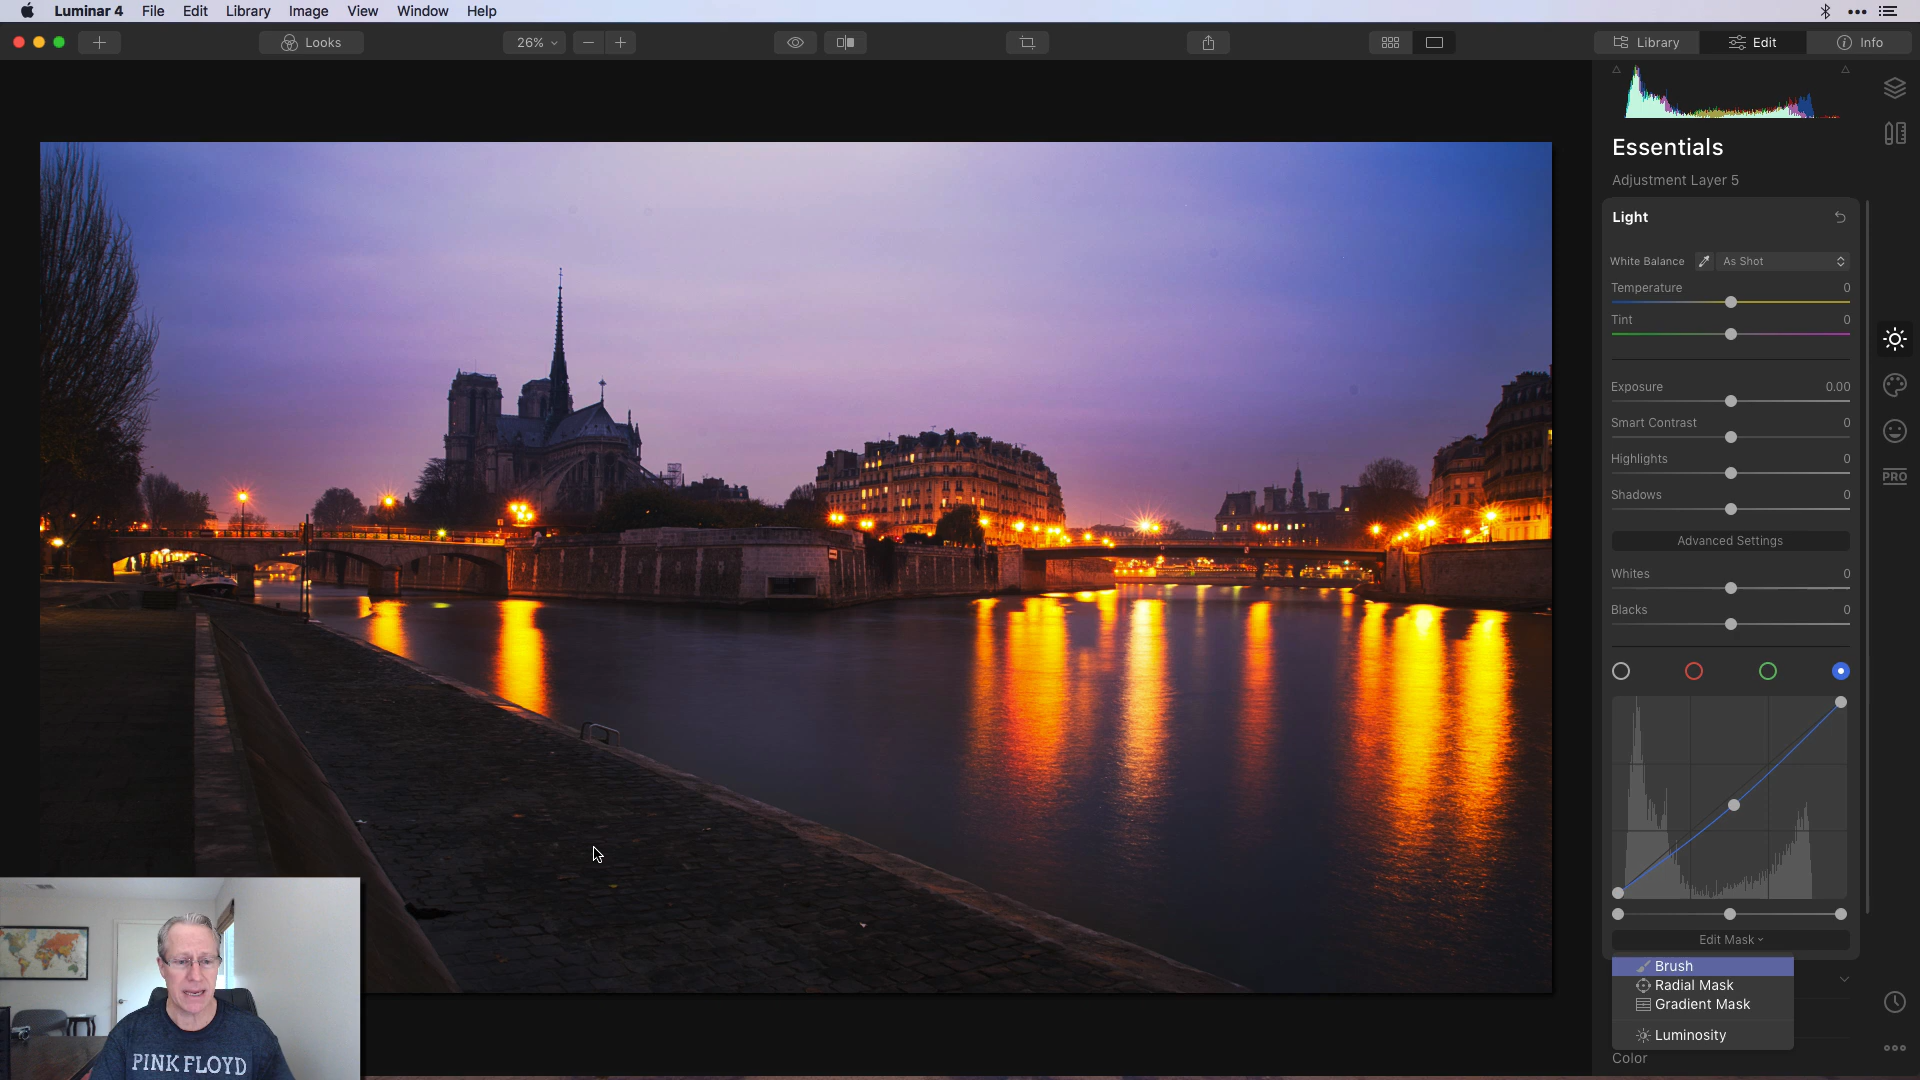 Luminar 4 File Edit Library Image View Window Help
Looks 26% Library Edit Info
Essentials
Adjustment Layer 5
Light
White Balance As Shot
Temperature 0
Tint 0
Exposure 0.00
Smart Contrast 0
Highlights 0
Shadows 0
Advanced Settings
Whites 0
Blacks 0
PRO
Edit Mask
Brush
Radial Mask
Gradient Mask
Luminosity
Color
PINK FLOYD